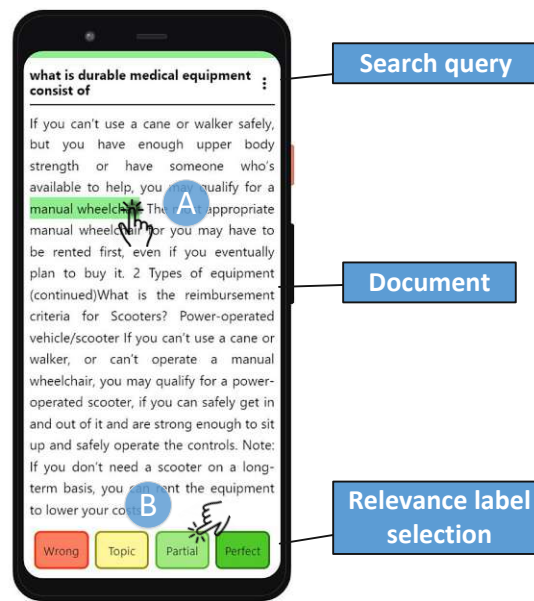 what is durable medical equipment
consist of
If you can't use a cane or walker safely,
but you have enough upper body
strength or have someone who's
available to help, you may qualify for a
manual wheelchair The most appropriate
manual wheelchair for you may have to
be rented first, even if you eventually
plan to buy it. 2 Types of equipment
(continued)What is the reimbursement
criteria for Scooters? Power-operated
vehicle/scooter If you can't use a cane or
walker, or can't operate a manual
wheelchair, you may qualify for a power-
operated scooter, if you can safely get in
and out of it and are strong enough to sit
up and safely operate the controls. Note:
If you don't need a scooter on a long-
term basis, you can rent the equipment
to lower your costs
A
B
Wrong
Topic
Partial
Perfect
Search query
Document
Relevance label
selection